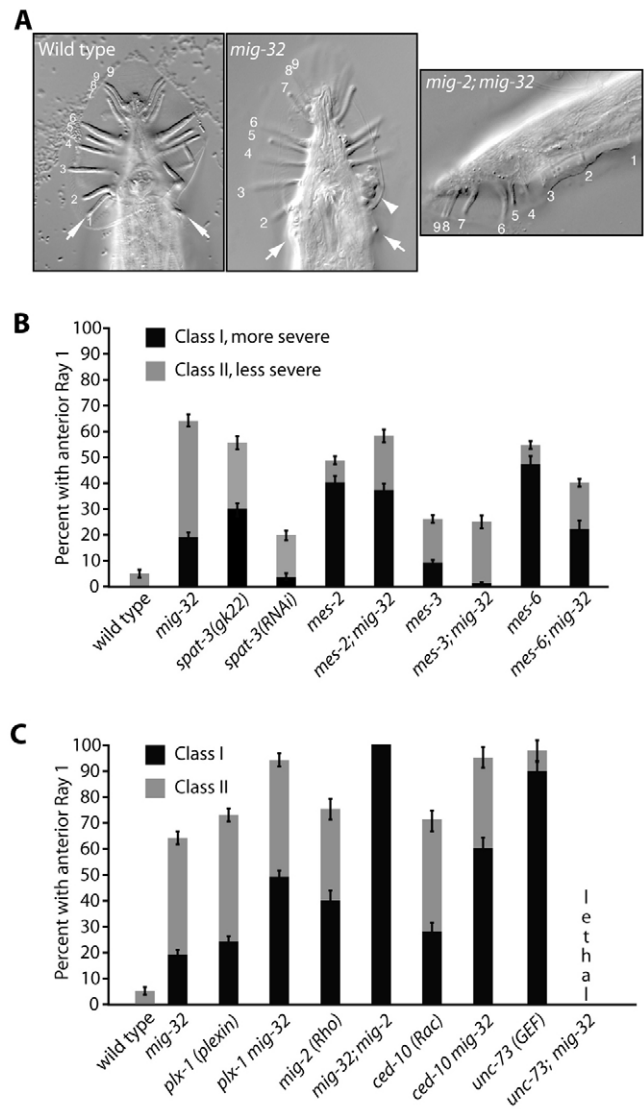 A
Wild type
9
9
8
7
6
5
4
3
2
1
mig-32
9
8
7
6
5
4
3
2
mig-2; mig-32
1
2
3
4
5
6
7
98
B
Percent with anterior Ray 1
100
90
80
70
60
50
40
30
20
10
0
Class I, more severe
Class II, less severe
wild type
mig-32
spat-3(gk22)
spat-3(RNAi)
mes-2
mes-2; mig-32
mes-3
mes-3; mig-32
mes-6
mes-6; mig-32
C
Percent with anterior Ray 1
100
90
80
70
60
50
40
30
20
10
0
Class I
Class II
lethal
wild type
mig-32
plx-1 (plexin)
plx-1 mig-32
mig-2 (Rho)
mig-32; mig-2
ced-10 (Rac)
ced-10 mig-32
unc-73 (GEF)
unc-73; mig-32